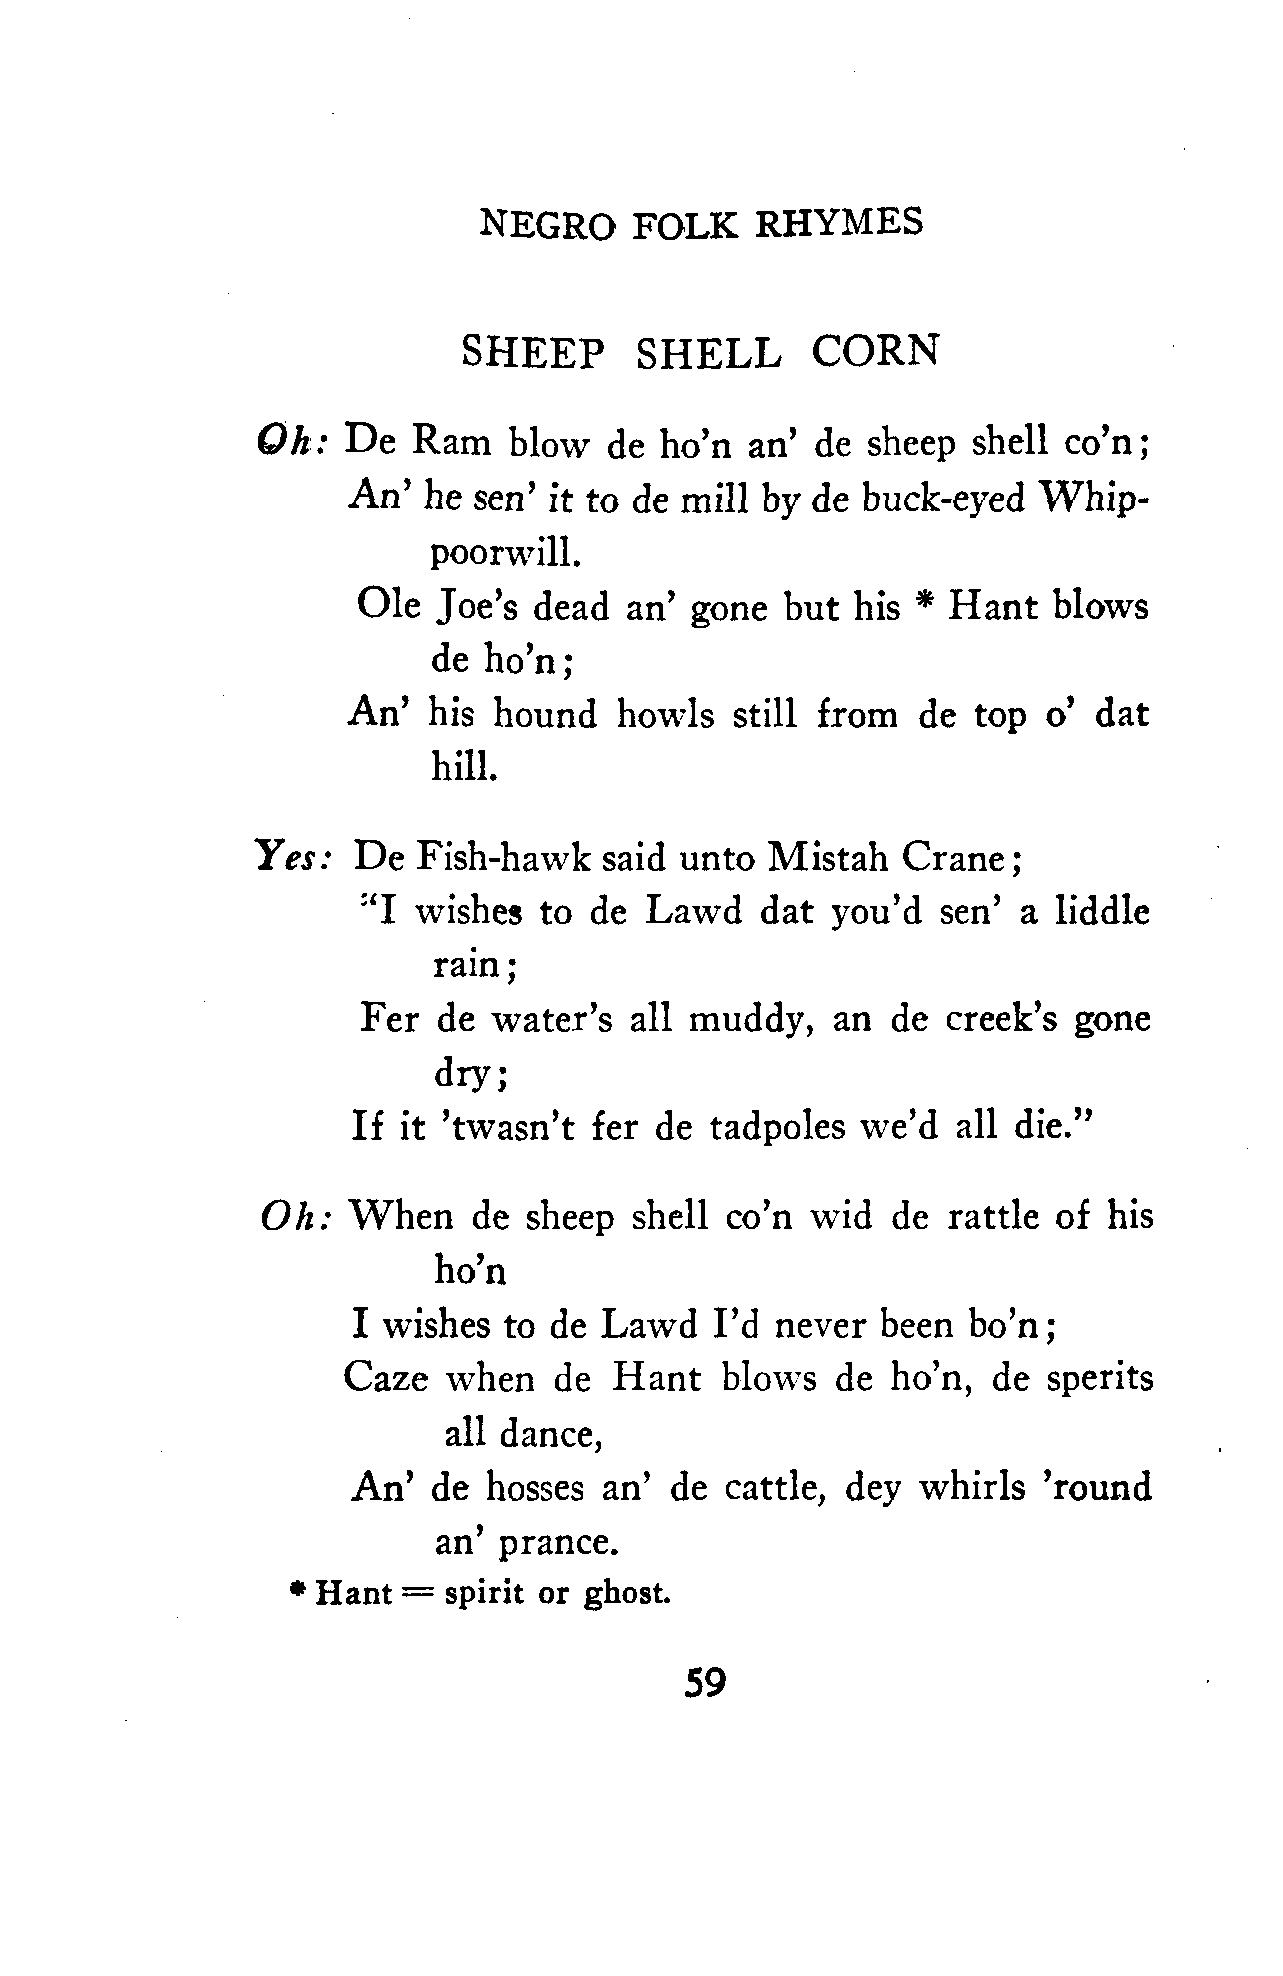 NEGRO FOLK RHYMES
SHEEP SHELL CORN
Oh: De Ram blow de ho'n an' de sheep shell co'n;
An' he sen' it to de mill by de buck-eyed Whip-
poorwill.
Ole Joe's dead an' gone but his * Hant blows
de ho'n;
An' his hound howls still from de top o' dat
hill.
Yes: De Fish-hawk said unto Mistah Crane;
"I wishes to de Lawd dat you'd sen' a liddle
rain;
Fer de water's all muddy, an de creek's gone
dry;
If it 'twasn't fer de tadpoles we'd all die."
Oh: When de sheep shell co'n wid de rattle of his
ho'n
I wishes to de Lawd I'd never been bo'n;
Caze when de Hant blows de ho'n, de sperits
all dance,
An' de hosses an' de cattle, dey whirls 'round
an' prance.
* Hant = spirit or ghost.
59